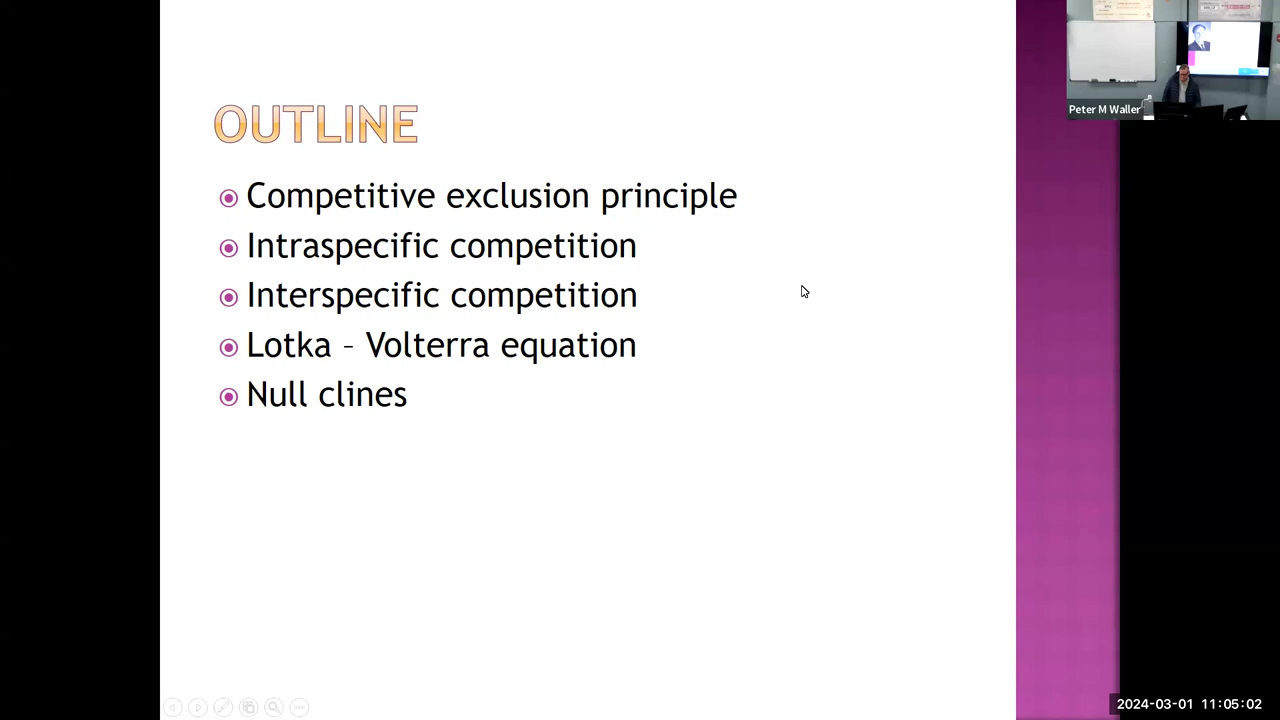 OUTLINE
Competitive exclusion principle
Intraspecific competition
Interspecific competition
Lotka – Volterra equation
Null clines
Peter M Waller
2024-03-01 11:05:02